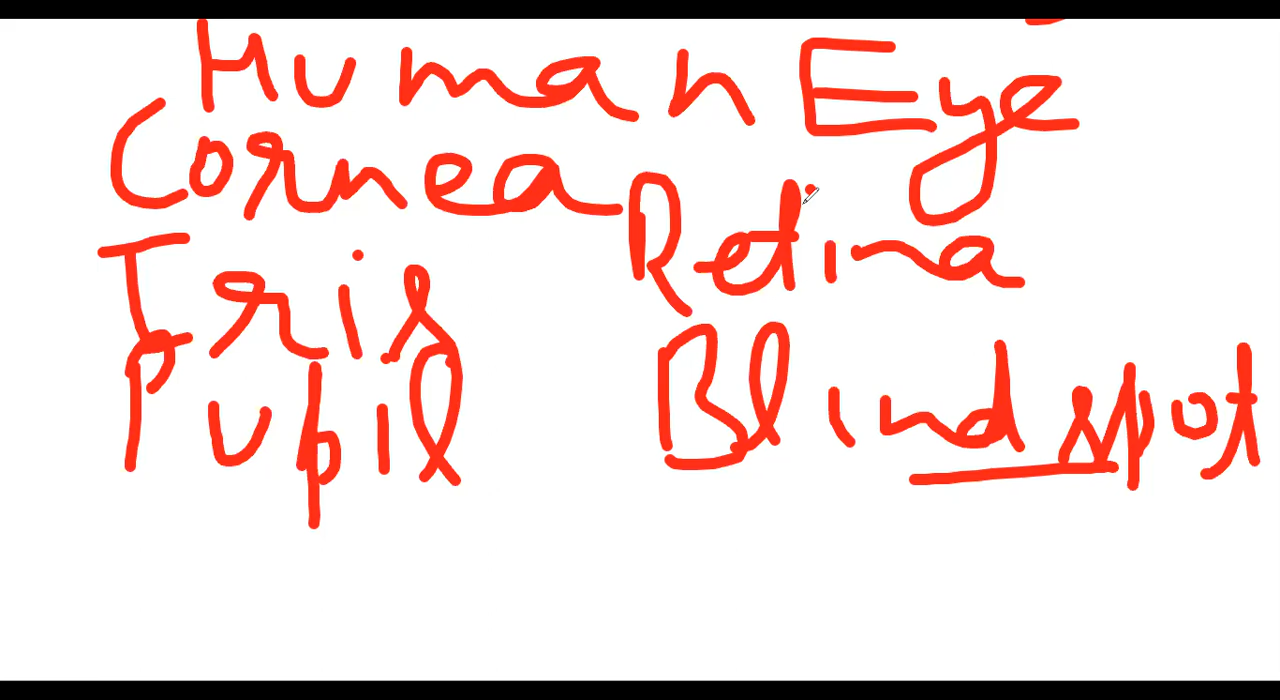 Human Eye
Cornea
Retina
Iris
Pupil
Blind spot